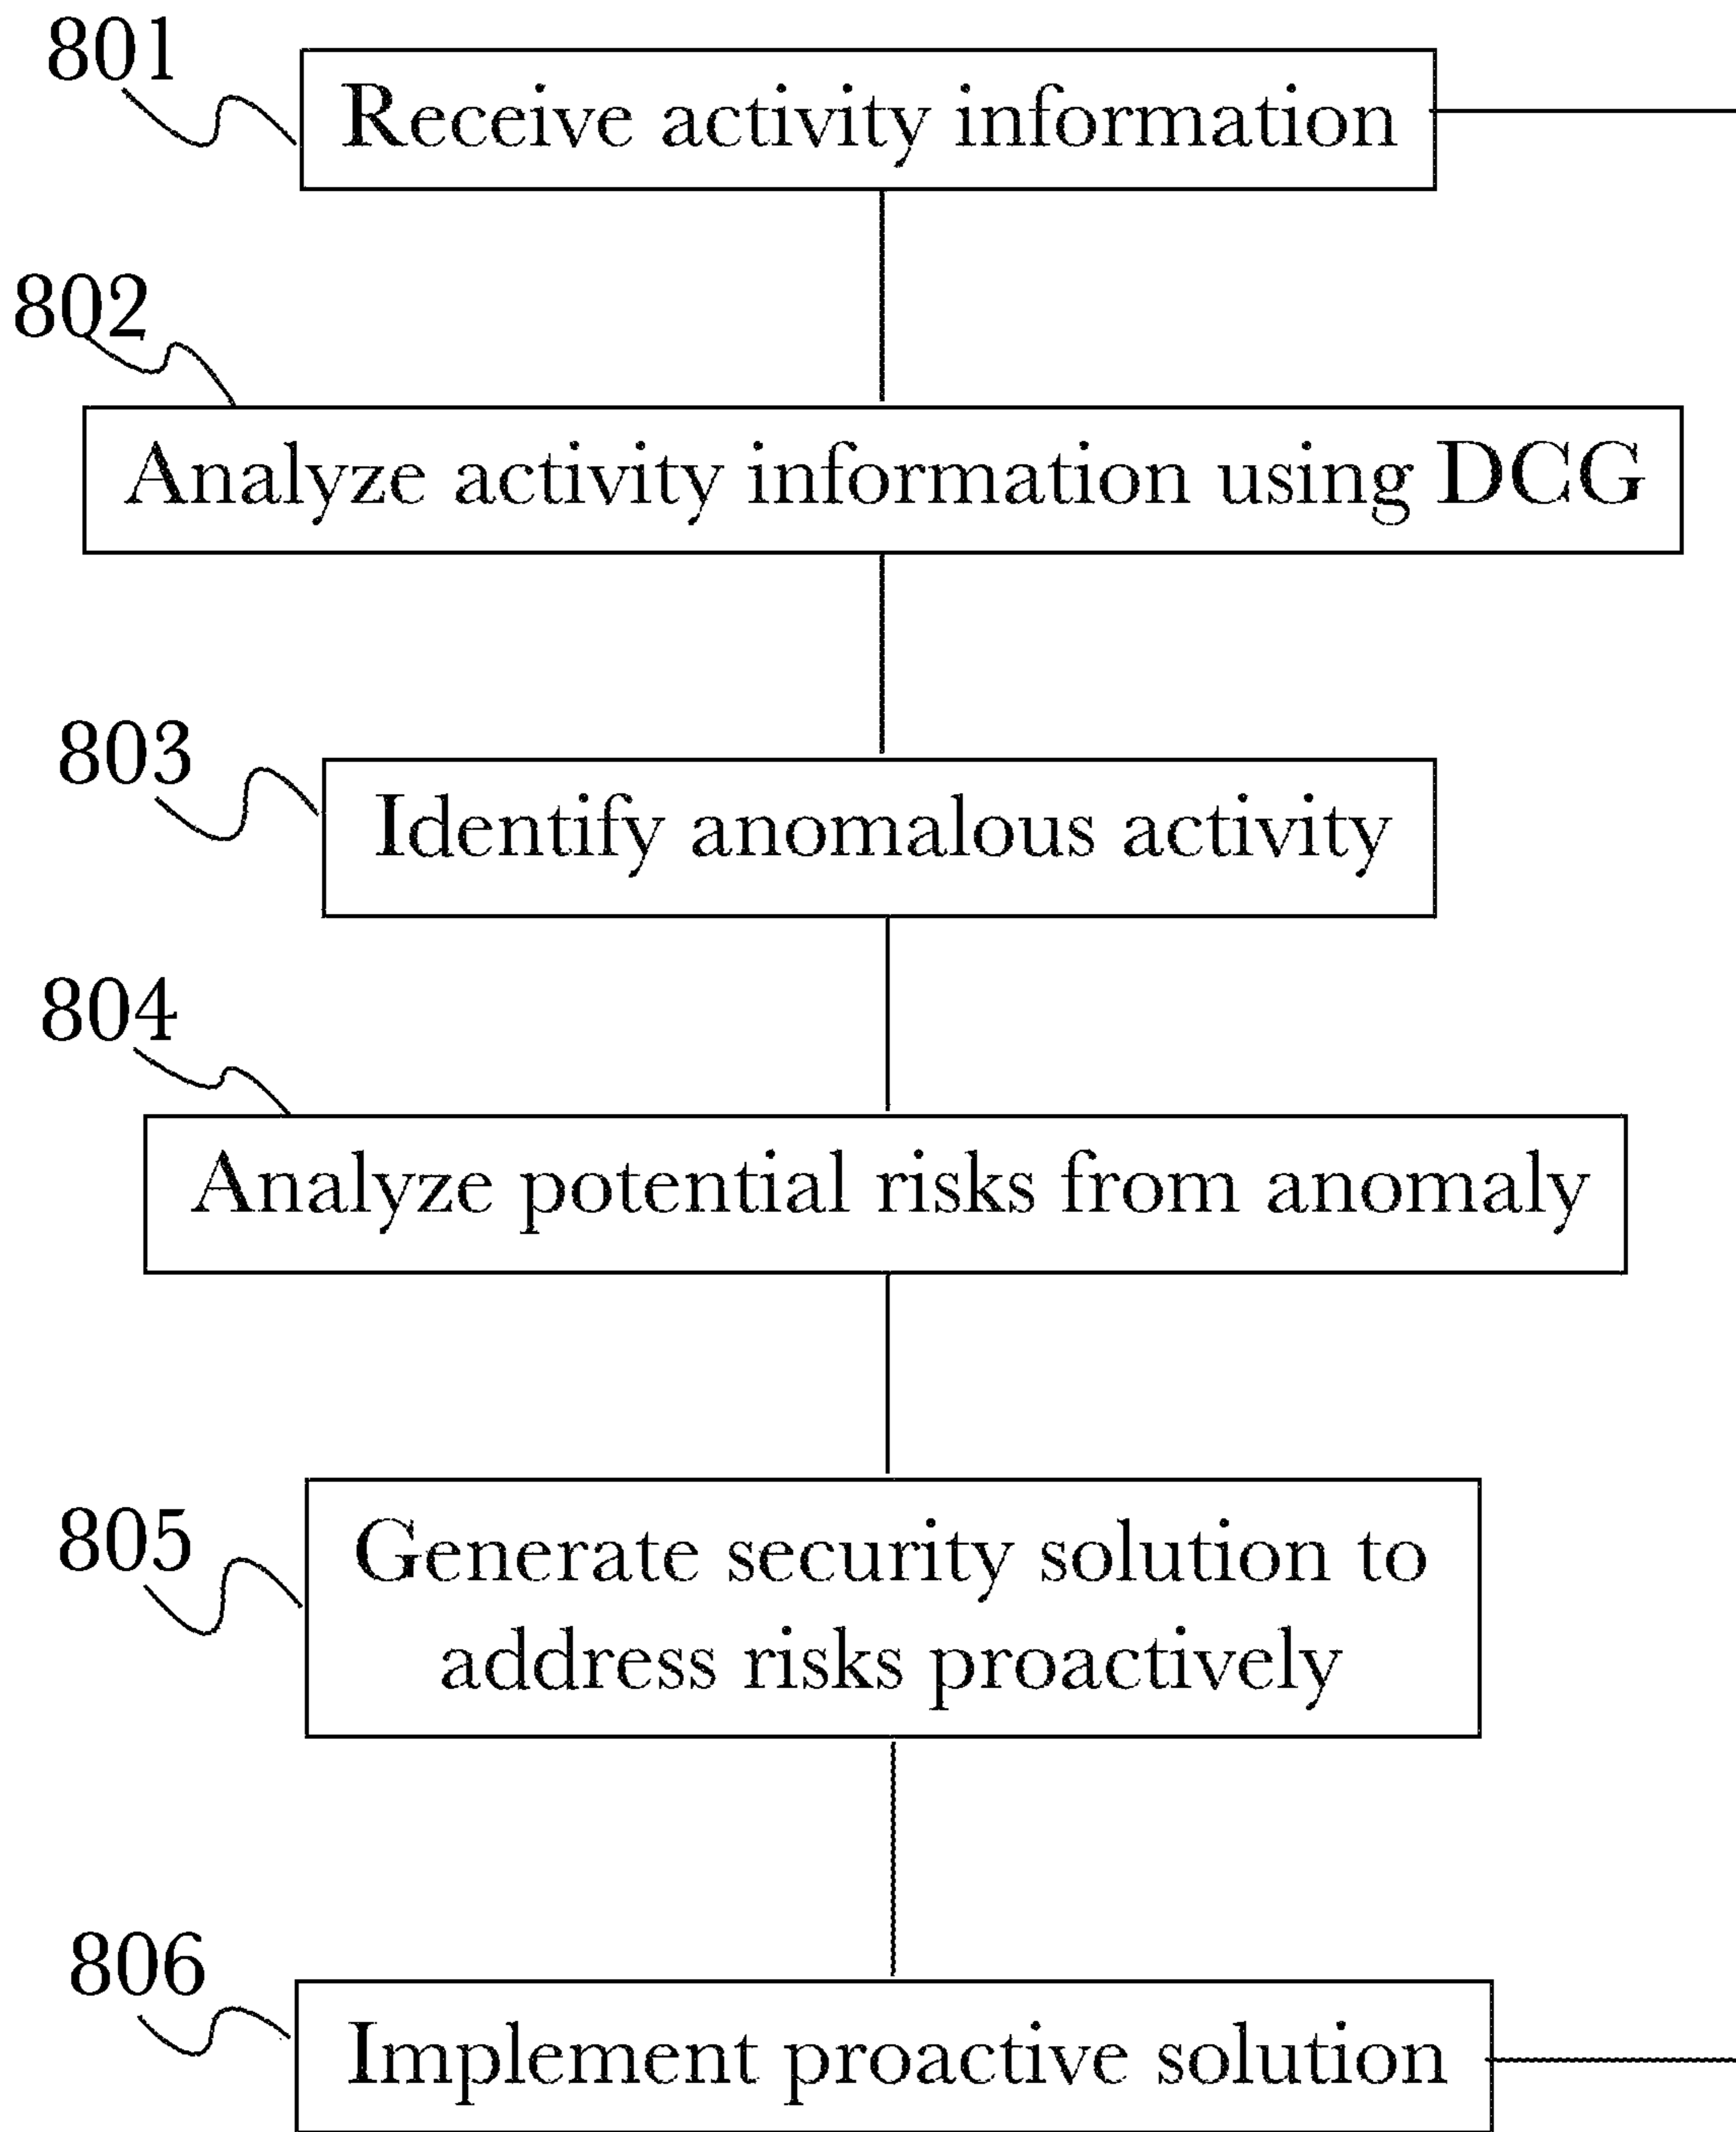 801
Receive activity information
802
Analyze activity information using DCG
803
Identify anomalous activity
804
Analyze potential risks from anomaly
805
Generate security solution to
address risks proactively
806
Implement proactive solution